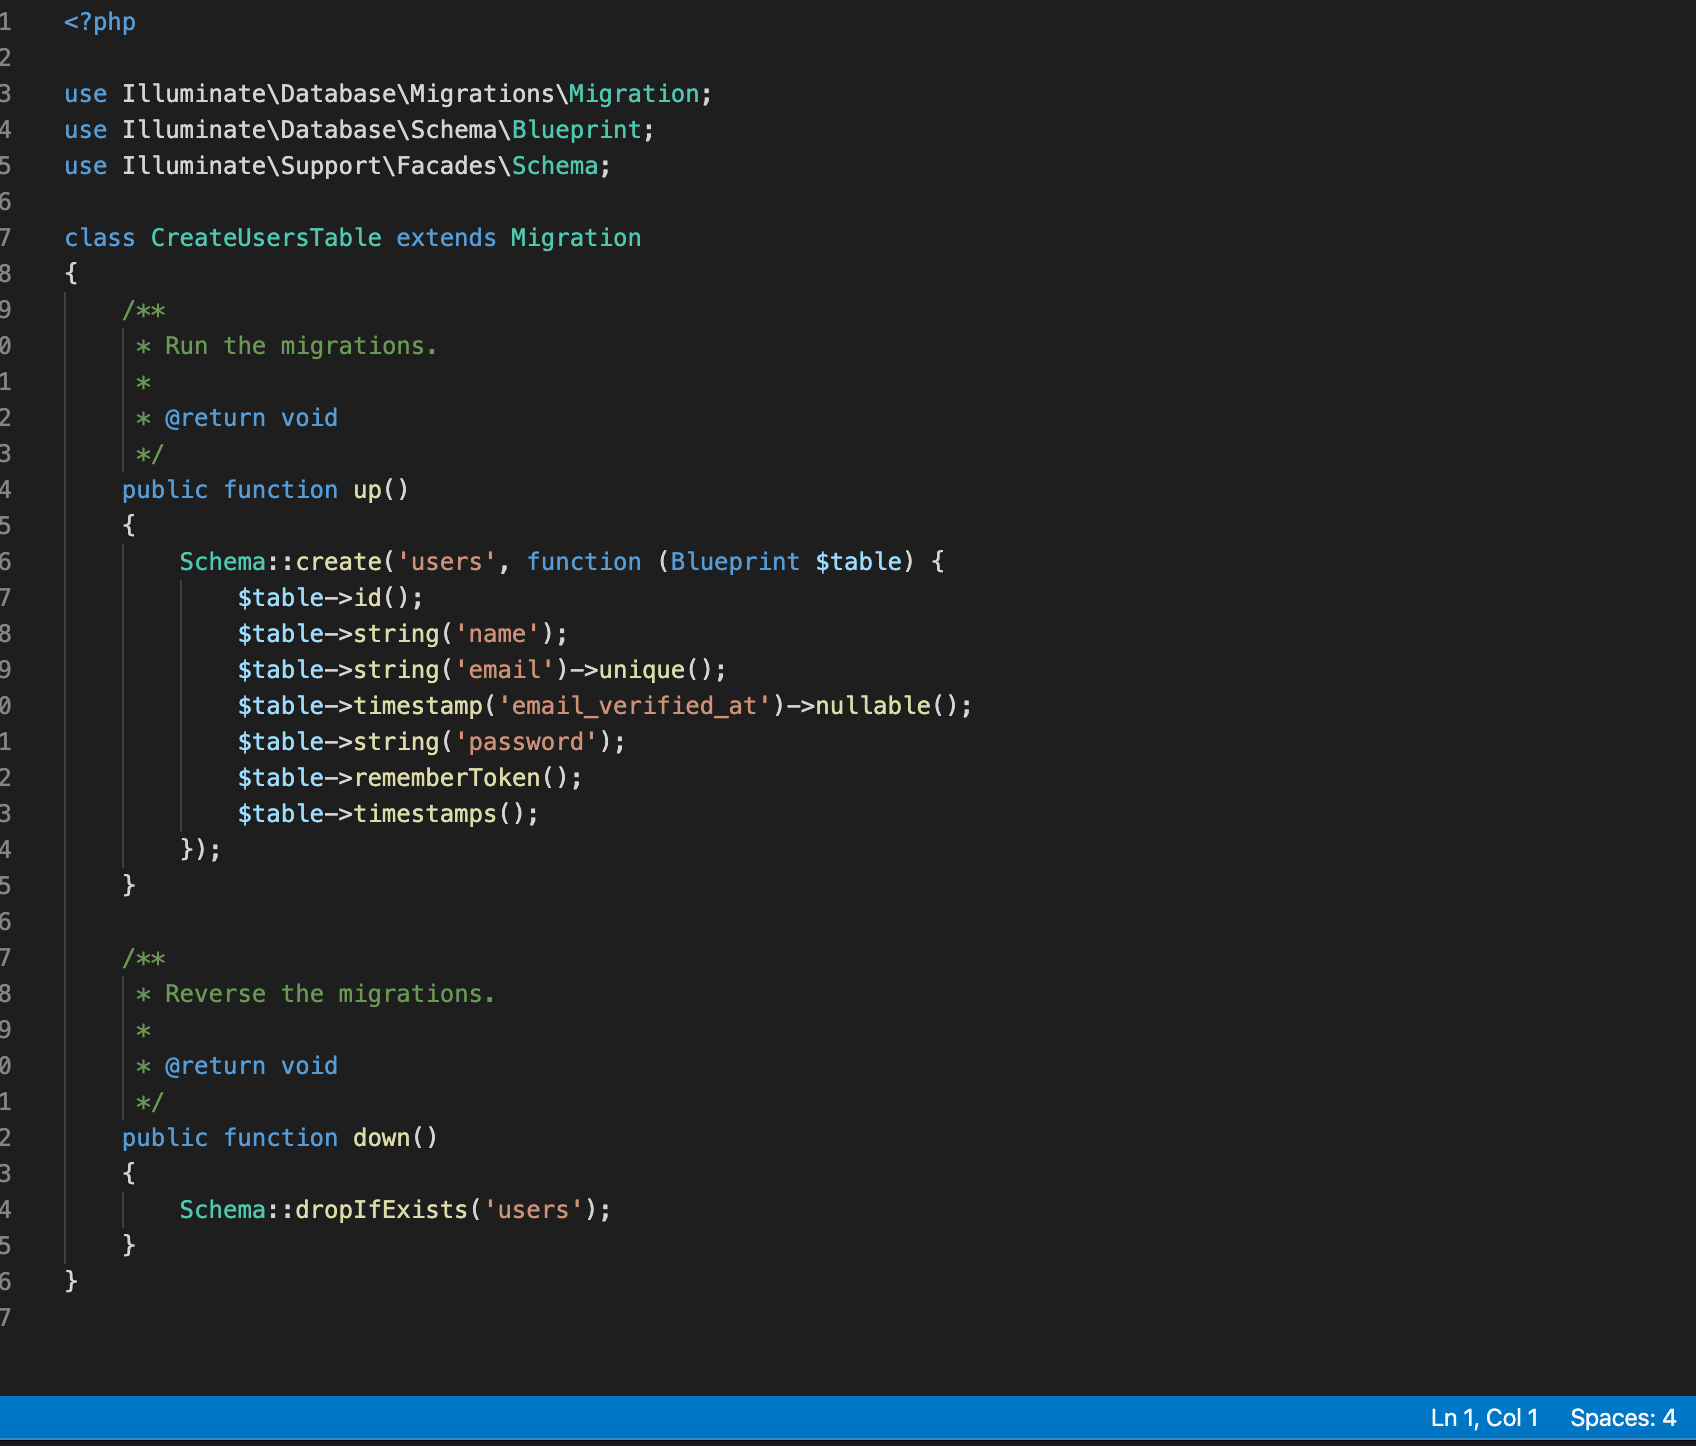 1 <?php
2
3 use Illuminate\Database\Migrations\Migration;
4 use Illuminate\Database\Schema\Blueprint;
5 use Illuminate\Support\Facades\Schema;
6
7 class CreateUsersTable extends Migration
8 {
9     /**
0      * Run the migrations.
1      *
2      * @return void
3      */
4     public function up()
5     {
6         Schema::create('users', function (Blueprint $table) {
7             $table->id();
8             $table->string('name');
9             $table->string('email')->unique();
0             $table->timestamp('email_verified_at')->nullable();
1             $table->string('password');
2             $table->rememberToken();
3             $table->timestamps();
4         });
5     }
6
7     /**
8      * Reverse the migrations.
9      *
0      * @return void
1      */
2     public function down()
3     {
4         Schema::dropIfExists('users');
5     }
6 }
7
Ln 1, Col 1 Spaces: 4